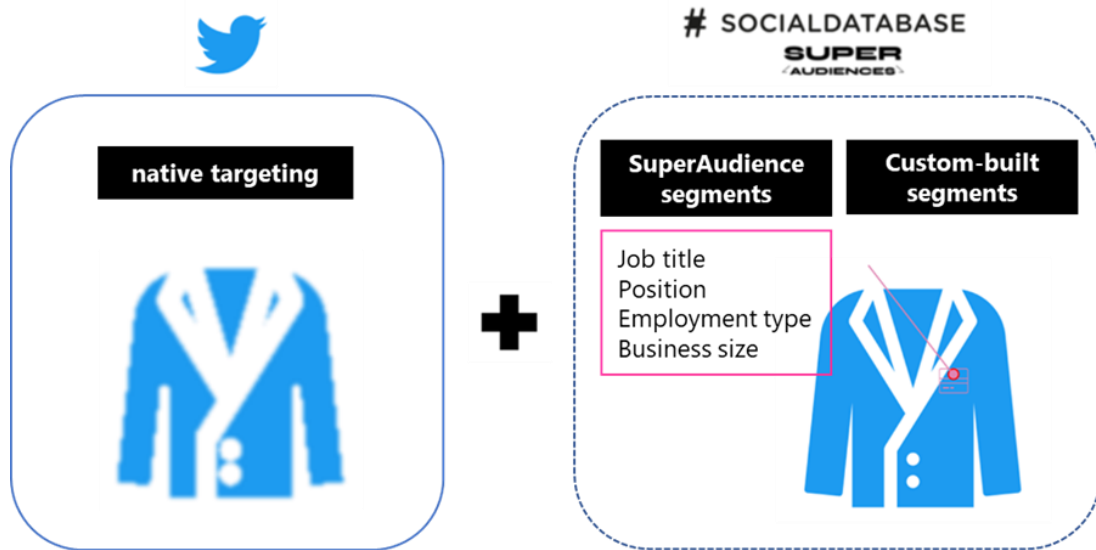 # SOCIALDATABASE
SUPER
AUDIENCES
native targeting
SuperAudience
segments
Custom-built
segments
Job title
Position
Employment type
Business size